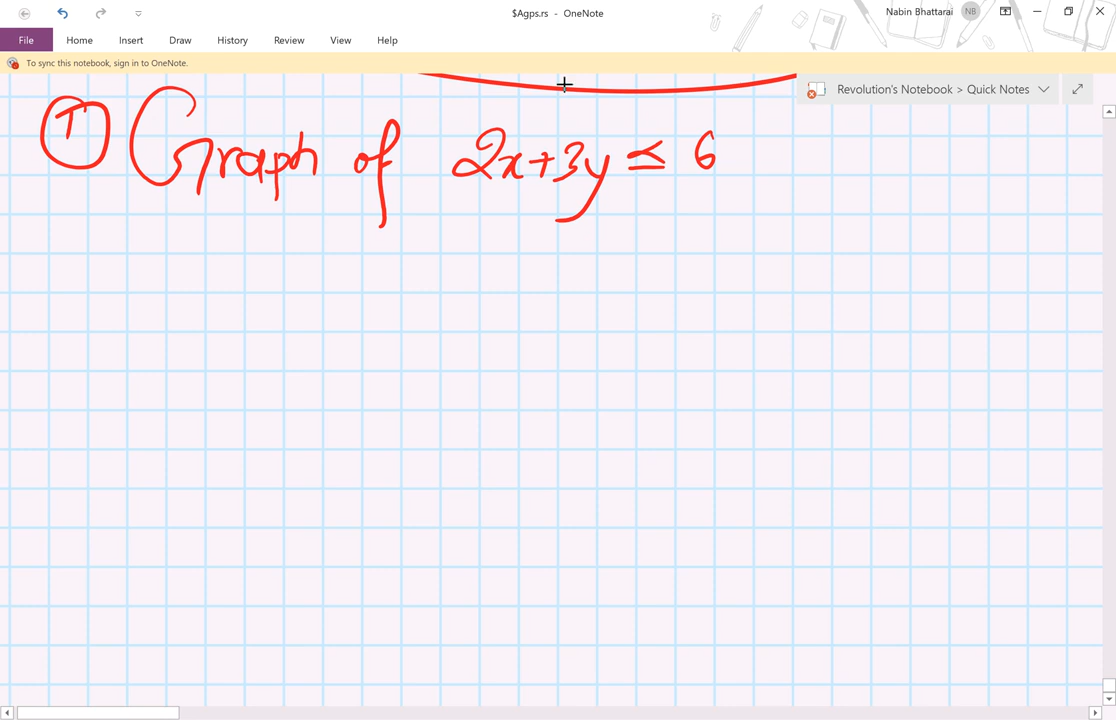 $Agps.rs - OneNote
Nabin Bhattarai NB
File Home Insert Draw History Review View Help
To sync this notebook, sign in to OneNote.
Revolution's Notebook > Quick Notes
I Graph of 2x+3y ≤ 6